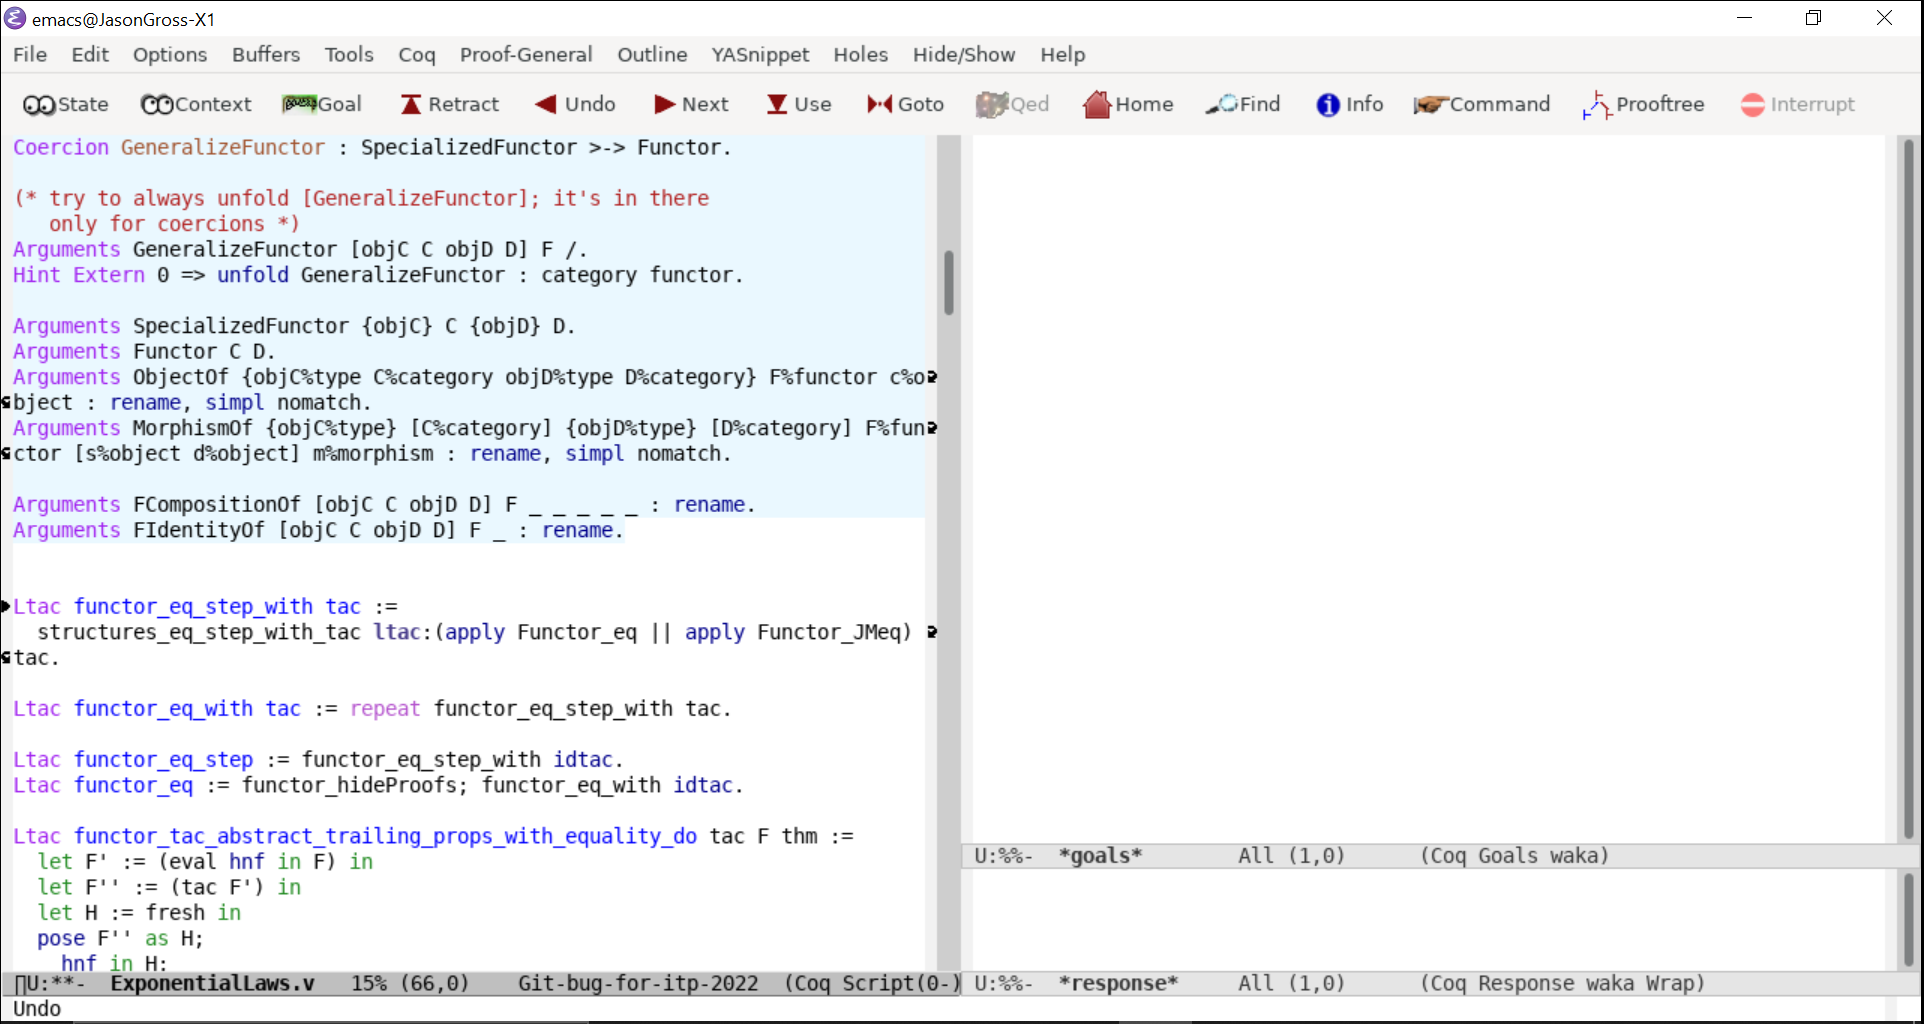 emacs@JasonGross-X1
File Edit Options Buffers Tools Coq Proof-General Outline YASnippet Holes Hide/Show Help
State Context Goal Retract Undo Next Use Goto Qed Home Find Info Command Prooftree Interrupt
Coercion GeneralizeFunctor : SpecializedFunctor >-> Functor.
(* try to always unfold [GeneralizeFunctor]; it's in there
only for coercions *)
Arguments GeneralizeFunctor [objC C objD D] F /.
Hint Extern 0 => unfold GeneralizeFunctor : category functor.
Arguments SpecializedFunctor {objC} C {objD} D.
Arguments Functor C D.
Arguments ObjectOf {objC%type C%category objD%type D%category} F%functor c%o
bject : rename, simpl nomatch.
Arguments MorphismOf {objC%type} [C%category] {objD%type} [D%category] F%fun
ctor [s%object d%object] m%morphism : rename, simpl nomatch.
Arguments FCompositionOf [objC C objD D] F _ _ _ _ _ : rename.
Arguments FIdentityOf [objC C objD D] F _ : rename.
Ltac functor_eq_step_with tac :=
structures_eq_step_with_tac ltac:(apply Functor_eq || apply Functor_JMeq)
tac.
Ltac functor_eq_with tac := repeat functor_eq_step_with tac.
Ltac functor_eq_step := functor_eq_step_with idtac.
Ltac functor_eq := functor_hideProofs; functor_eq_with idtac.
Ltac functor_tac_abstract_trailing_props_with_equality_do tac F thm :=
let F' := (eval hnf in F) in
let F'' := (tac F') in
let H := fresh in
pose F'' as H;
hnf in H;
U:**- ExponentialLaws.v 15% (66,0) Git-bug-for-itp-2022 (Coq Script(0-)
Undo
U:%%- *goals* All (1,0) (Coq Goals waka)
U:%%- *response* All (1,0) (Coq Response waka Wrap)